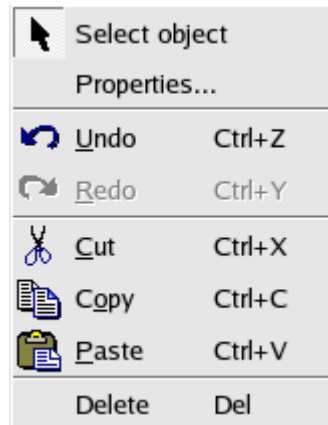 Select object
Properties...
Undo Ctrl+Z
Redo Ctrl+Y
Cut Ctrl+X
Copy Ctrl+C
Paste Ctrl+V
Delete Del